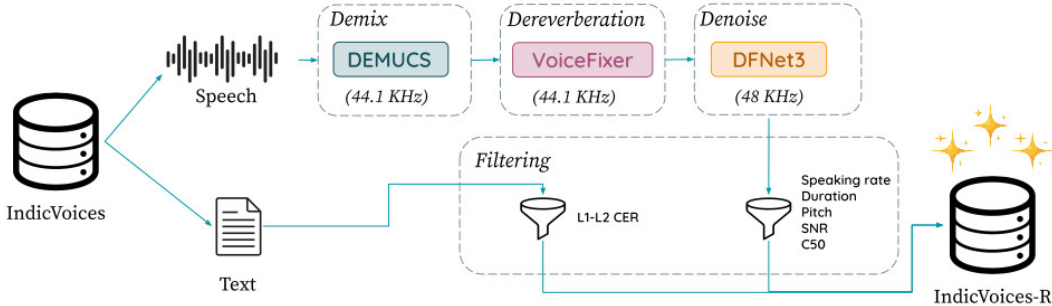 Demix
Dereverberation
Denoise
DEMUCS
VoiceFixer
DFNet3
(44.1 KHz)
(44.1 KHz)
(48 KHz)
Speech
IndicVoices
Text
Filtering
L1-L2 CER
Speaking rate
Duration
Pitch
SNR
C50
IndicVoices-R